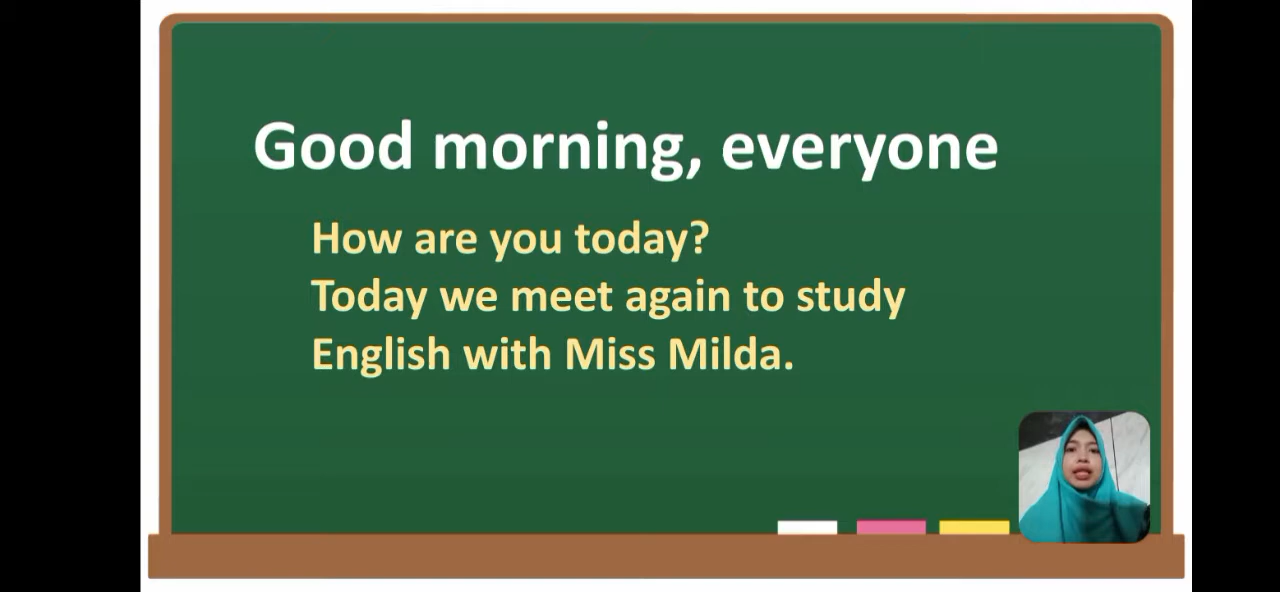 Good morning, everyone
How are you today?
Today we meet again to study
English with Miss Milda.